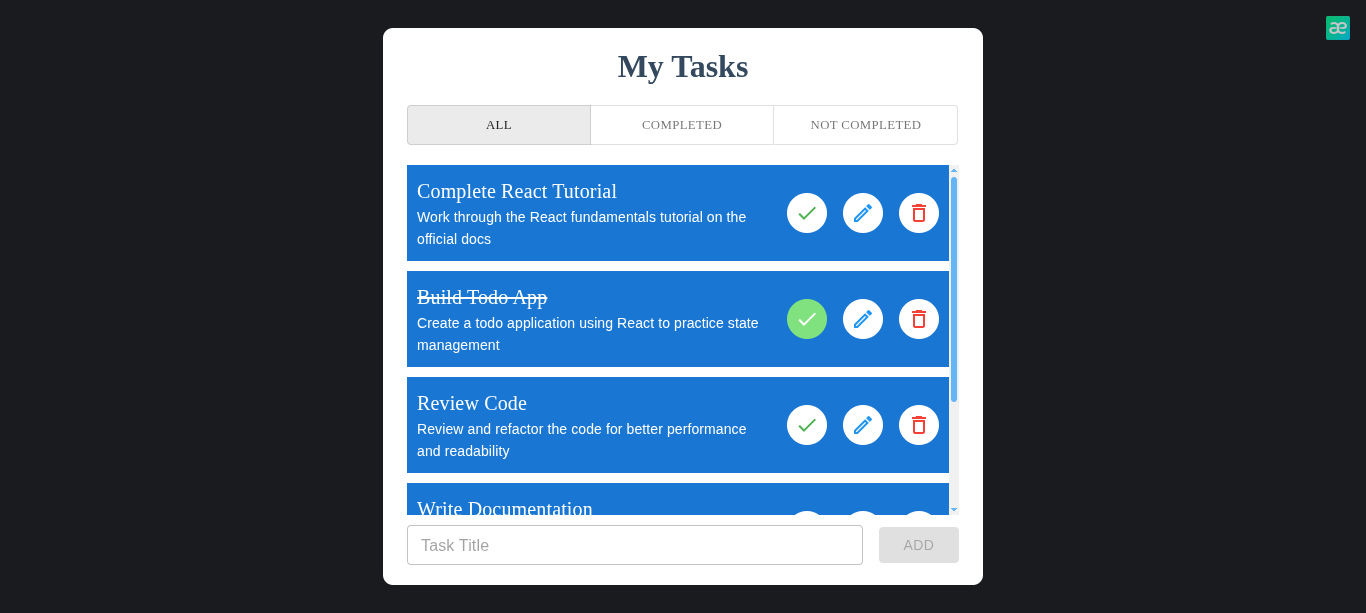 æ
My Tasks
ALL
COMPLETED
NOT COMPLETED
Complete React Tutorial
Work through the React fundamentals tutorial on the
official docs
Build Todo App
Create a todo application using React to practice state
management
Review Code
Review and refactor the code for better performance
and readability
Write Documentation
Task Title
ADD